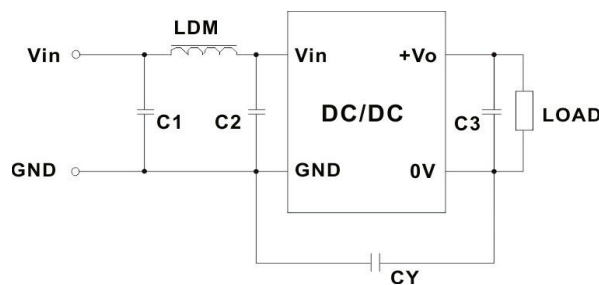 LDM
Vin
Vin
+Vo
C1
C2
DC/DC
C3
LOAD
GND
GND
0V
CY